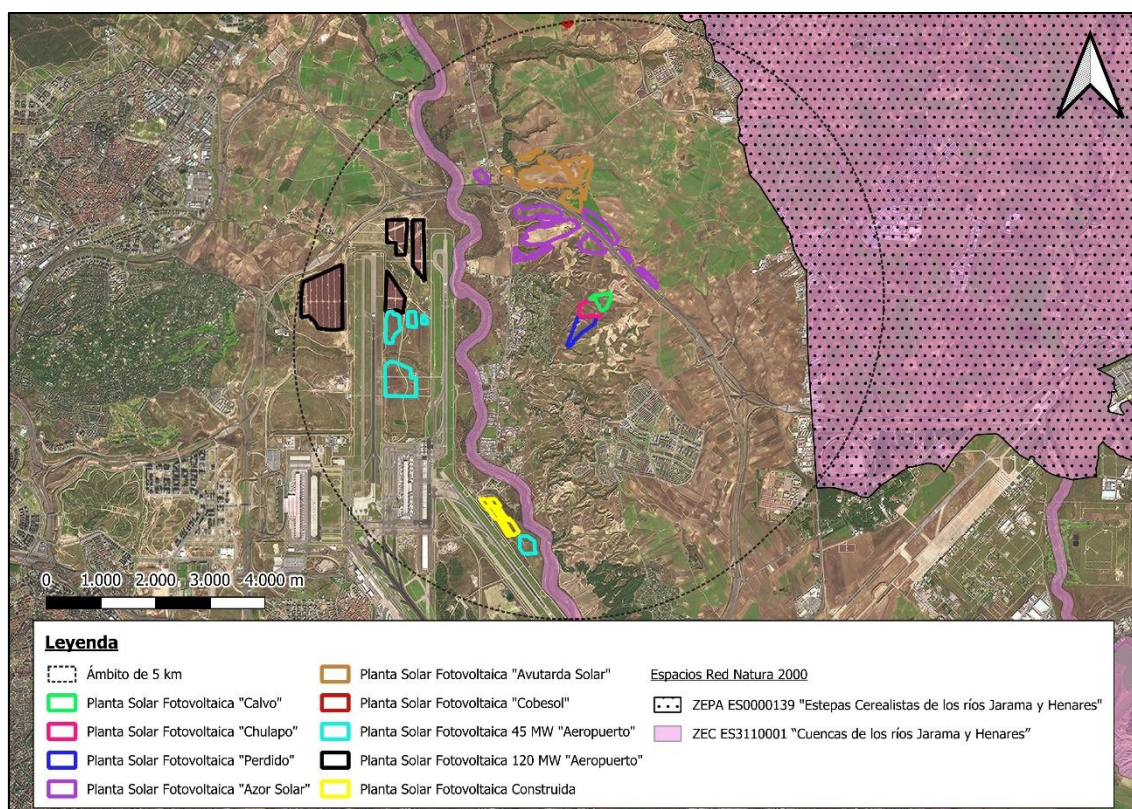 0 1.000 2.000 3.000 4.000 m
Leyenda
Ámbito de 5 km
Planta Solar Fotovoltaica "Calvo"
Planta Solar Fotovoltaica "Chulapo"
Planta Solar Fotovoltaica "Perdido"
Planta Solar Fotovoltaica "Azor Solar"
Planta Solar Fotovoltaica "Avutarda Solar"
Planta Solar Fotovoltaica "Cobesol"
Planta Solar Fotovoltaica 45 MW "Aeropuerto"
Planta Solar Fotovoltaica 120 MW "Aeropuerto"
Planta Solar Fotovoltaica Construida
Espacios Red Natura 2000
ZEPA ES0000139 "Estepas Cerealistas de los ríos Jarama y Henares"
ZEC ES3110001 "Cuencas de los ríos Jarama y Henares"